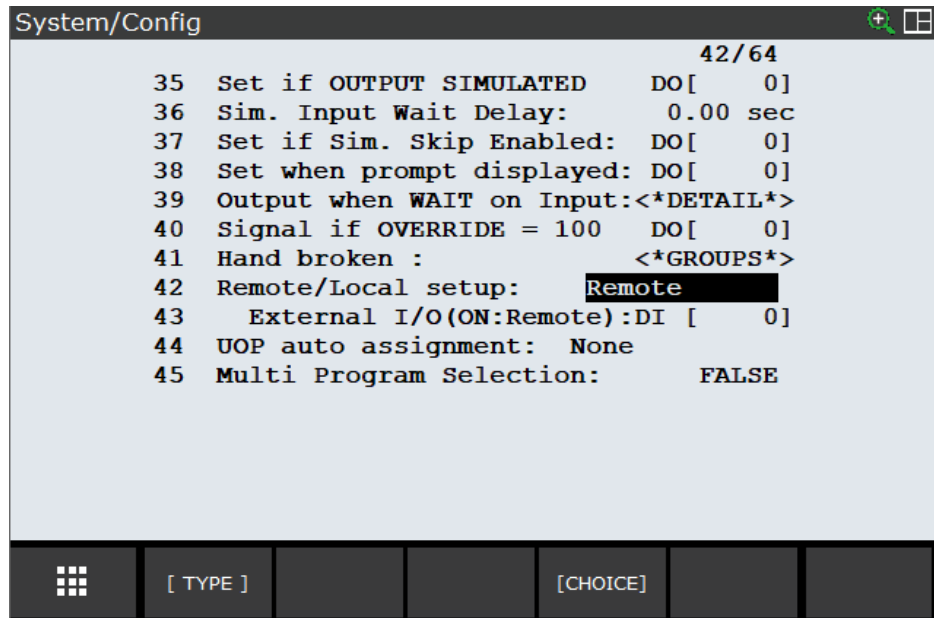 System/Config
42/64
35 Set if OUTPUT SIMULATED DO[ 0]
36 Sim. Input Wait Delay: 0.00 sec
37 Set if Sim. Skip Enabled: DO[ 0]
38 Set when prompt displayed: DO[ 0]
39 Output when WAIT on Input:<*DETAIL*>
40 Signal if OVERRIDE = 100 DO[ 0]
41 Hand broken : <*GROUPS*>
42 Remote/Local setup: Remote
43 External I/O(ON:Remote):DI [ 0]
44 UOP auto assignment: None
45 Multi Program Selection: FALSE
[ TYPE ] [CHOICE]